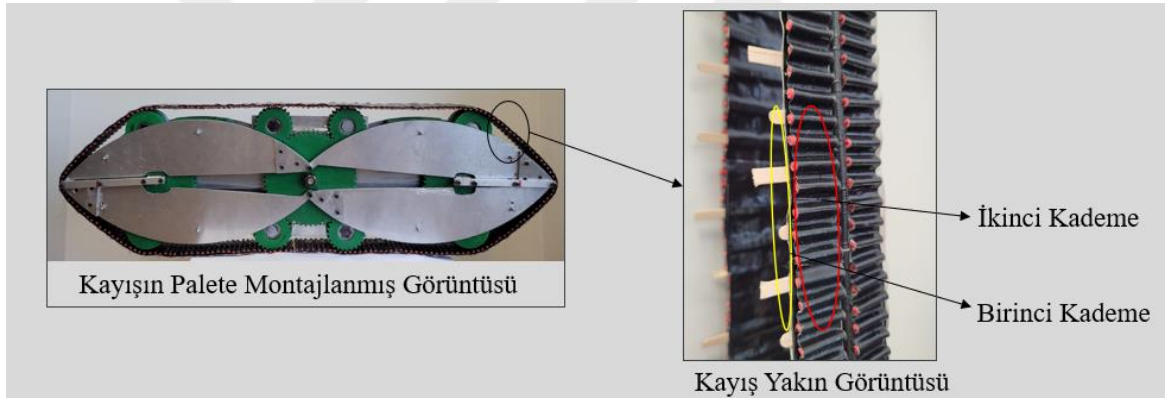 Kayışın Palete Montajlanmış Görüntüsü
İkinci Kademe
Birinci Kademe
Kayış Yakın Görüntüsü